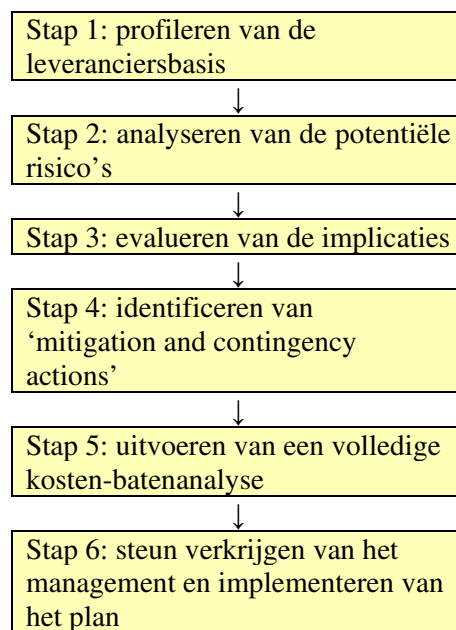 Stap 1: profileren van de
leveranciersbasis
↓
Stap 2: analyseren van de potentiële
risico’s
↓
Stap 3: evalueren van de implicaties
↓
Stap 4: identificeren van
‘mitigation and contingency
actions’
↓
Stap 5: uitvoeren van een volledige
kosten-batenanalyse
↓
Stap 6: steun verkrijgen van het
management en implementeren van
het plan